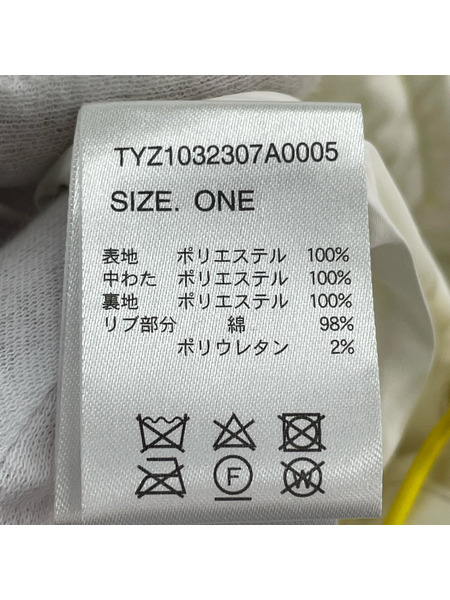 TYZ1032307A0005
SIZE. ONE
表地 ポリエステル 100%
中わた ポリエステル 100%
裏地 ポリエステル 100%
リブ部分 綿 98%
ポリウレタン 2%
F W